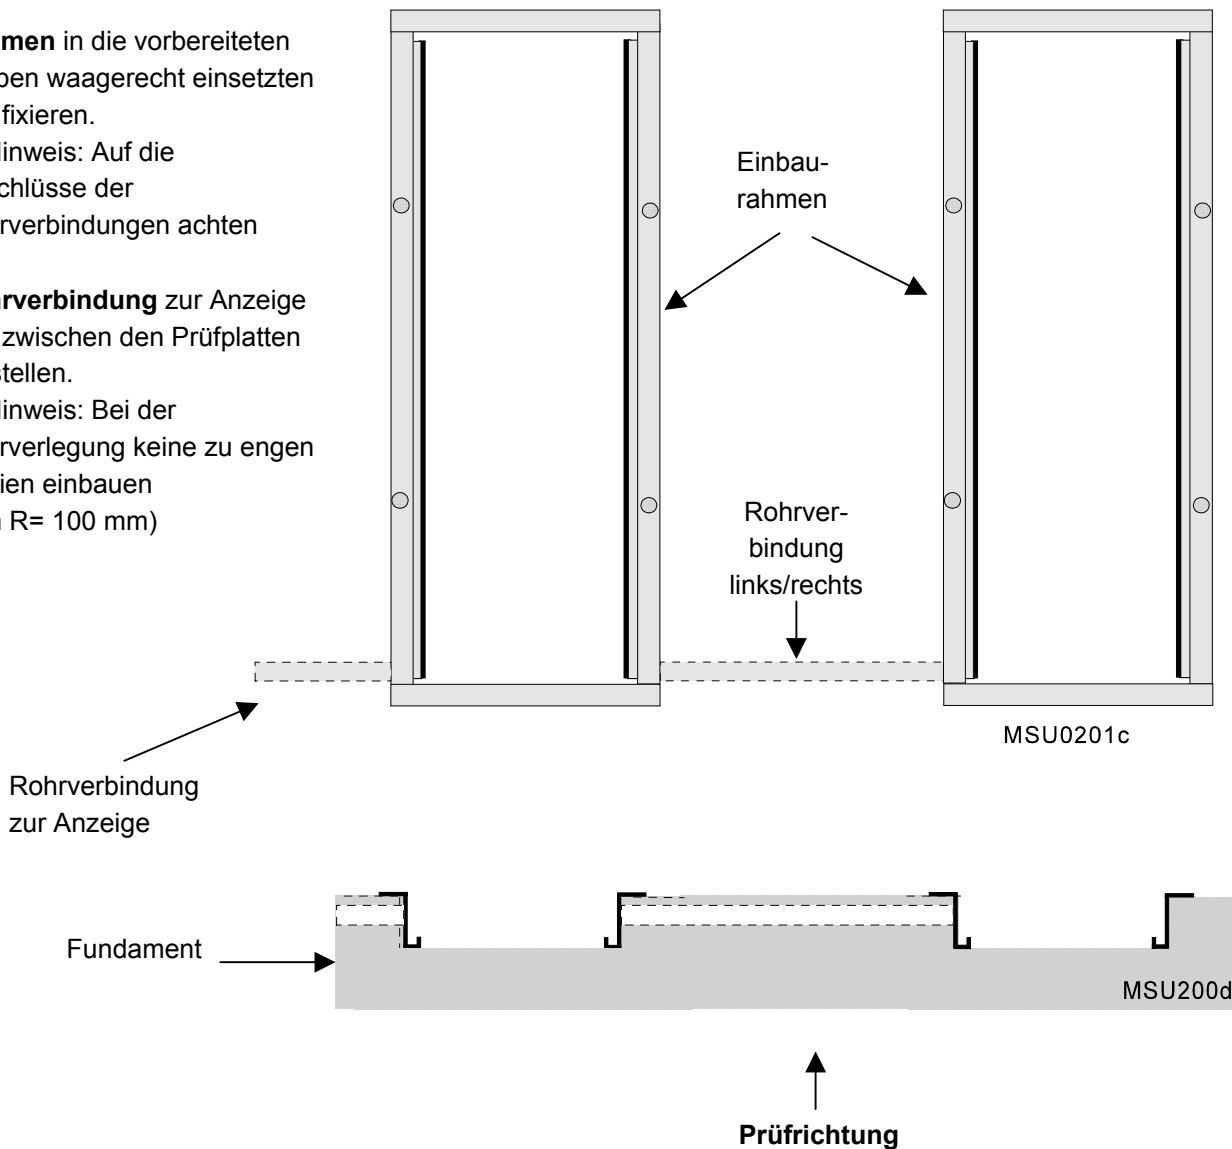 men in die vorbereiteten
ben waagerecht einsetzten
fixieren.
inweis: Auf die
chlüsse der
rverbindungen achten
rverbindung zur Anzeige
zwischen den Prüfplatten
stellen.
inweis: Bei der
rverlegung keine zu engen
ien einbauen
R= 100 mm)
Einbau-
rahmen
Rohrver-
bindung
links/rechts
MSU0201c
Rohrverbindung
zur Anzeige
Fundament
MSU200d
Prüfrichtung